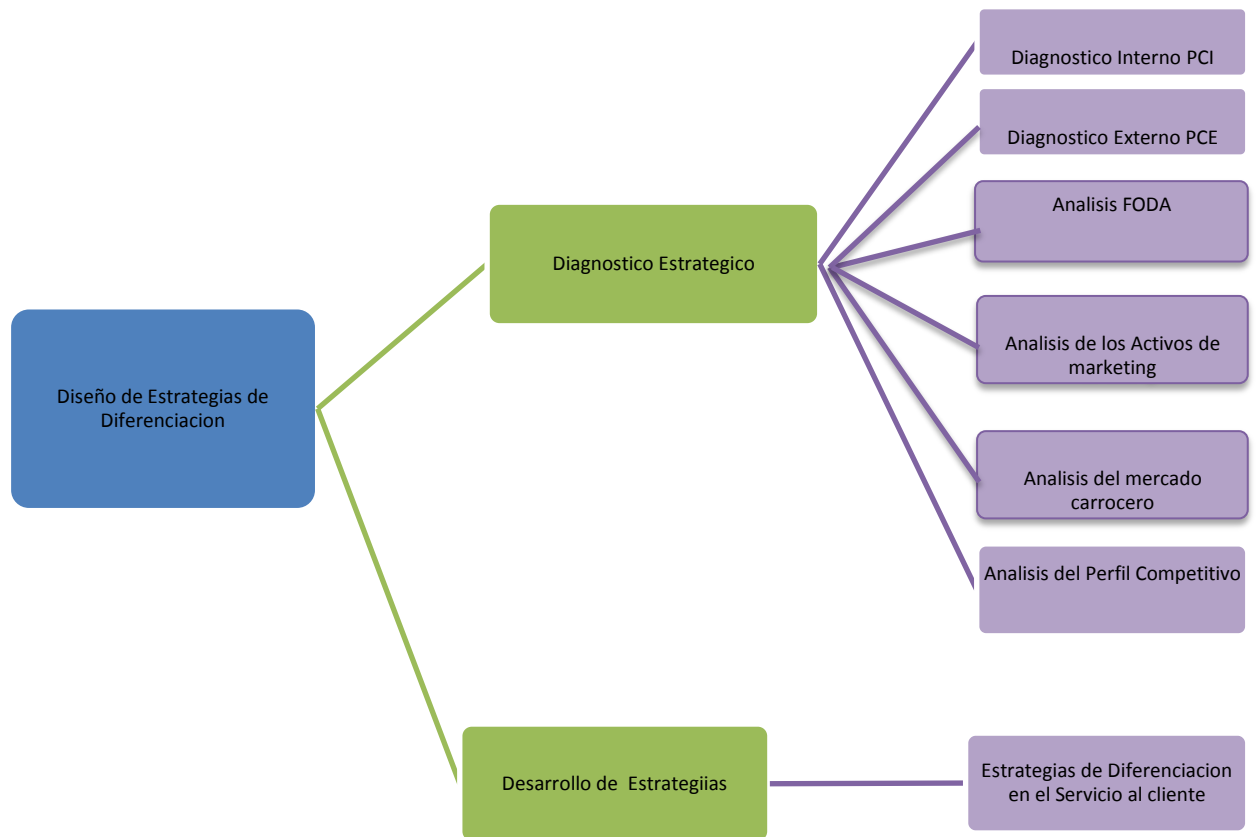 Diseño de Estrategias de
Diferenciacion
Diagnostico Estrategico
Diagnostico Interno PCI
Diagnostico Externo PCE
Analisis FODA
Analisis de los Activos de
marketing
Analisis del mercado
carrocero
Analisis del Perfil Competitivo
Desarrollo de Estrategiias
Estrategias de Diferenciacion
en el Servicio al cliente